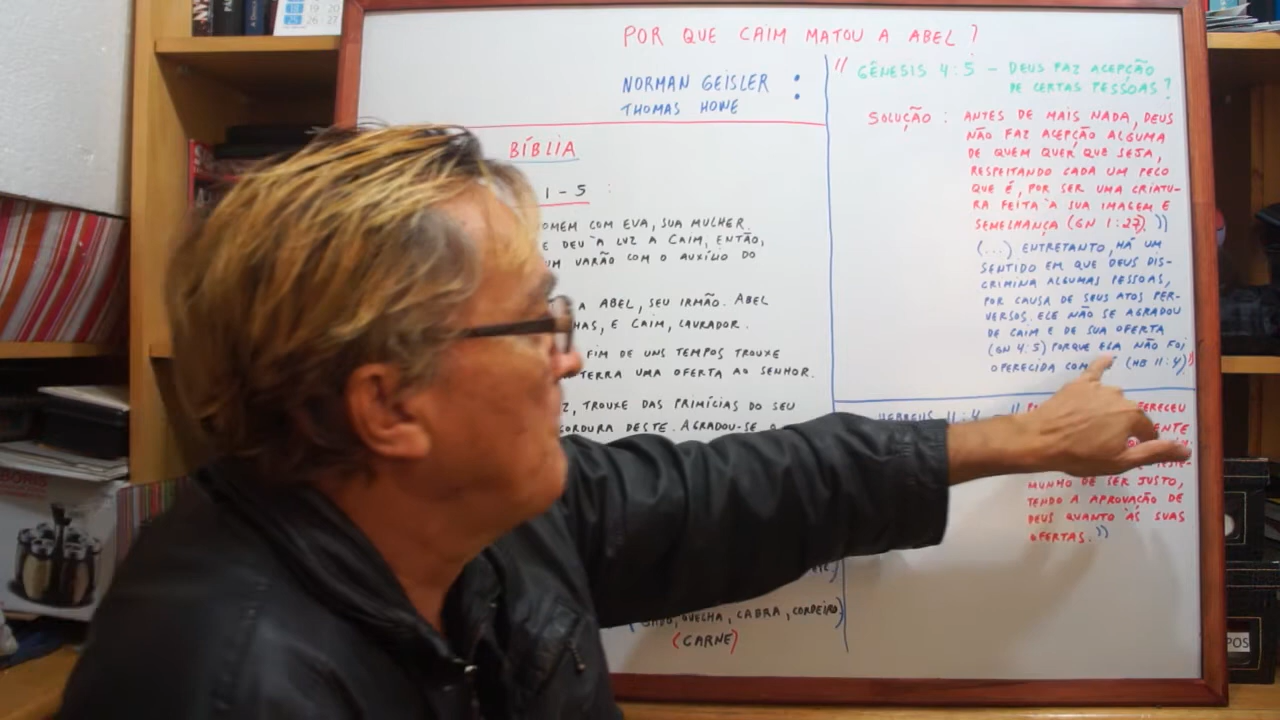 POR QUE CAIM MATOU A ABEL?
NORMAN GEISLER :
THOMAS HOWE
BÍBLIA
1-5 :
OMEM COM EVA, SUA MULHER.
E DEU À LUZ A CAIM, ENTÃO,
UM VARÃO COM O AUXÍLIO DO
A ABEL, SEU IRMÃO. ABEL
HAS, E CAIM, LAVRADOR.
FIM DE UNS TEMPOS TROUXE
TERRA UMA OFERTA AO SENHOR.
Z, TROUXE DAS PRIMÍCIAS DO SEU
GORDURA DESTE. AGRADOU-SE O
GADO, OVELHA, CABRA, CORDEIRO)
(CARNE)
" GÊNESIS 4:5 - DEUS FAZ ACEPÇÃO
DE CERTAS PESSOAS?
SOLUÇÃO: ANTES DE MAIS NADA, DEUS
NÃO FAZ ACEPÇÃO ALGUMA
DE QUEM QUER QUE SEJA,
RESPEITANDO CADA UM PELO
QUE É, POR SER UMA CRIATU-
RA FEITA À SUA IMAGEM E
SEMELHANÇA (GN 1:27). "
(...) ENTRETANTO, HÁ UM
SENTIDO EM QUE DEUS DIS-
CRIMINA ALGUMAS PESSOAS,
POR CAUSA DE SEUS ATOS PER-
VERSOS. ELE NÃO SE AGRADOU
DE CAIM E DE SUA OFERTA
(GN 4:5) PORQUE ELA NÃO FOI
OFERECIDA COM É (HB 11:4)"
HEBREUS 11:4 - "
ERECEU
ENTE
MUNHO DE SER JUSTO,
TENDO A APROVAÇÃO DE
DEUS QUANTO ÀS SUAS
OFERTAS. "
POS